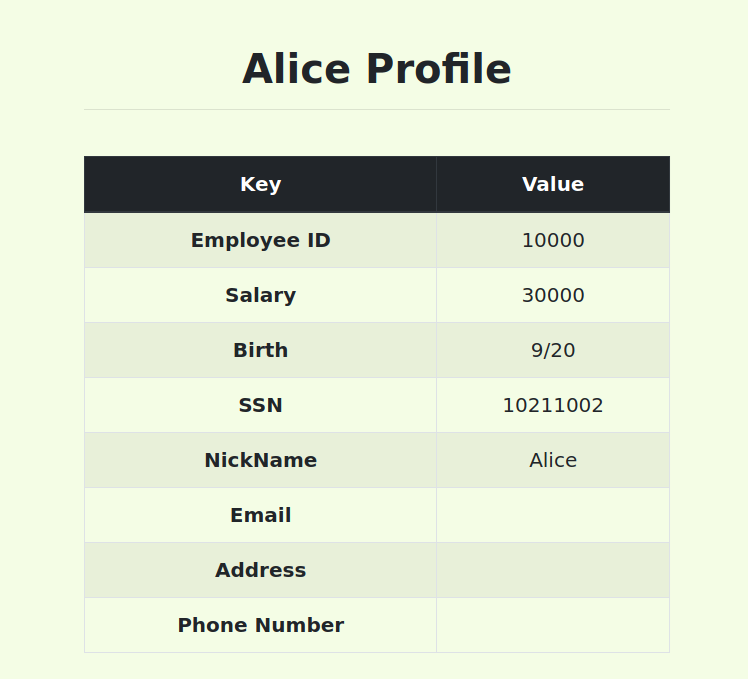 Alice Profile
Key Value
Employee ID 10000
Salary 30000
Birth 9/20
SSN 10211002
NickName Alice
Email
Address
Phone Number